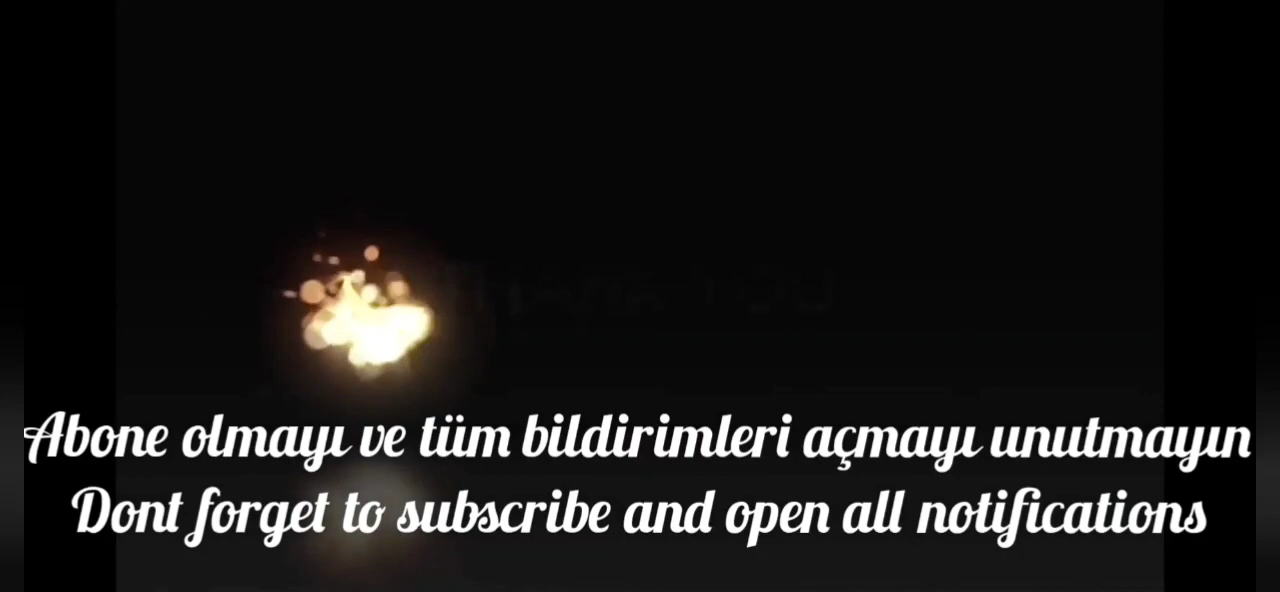 Abone olmayı ve tüm bildirimleri açmayı unutmayın
Dont forget to subscribe and open all notifications